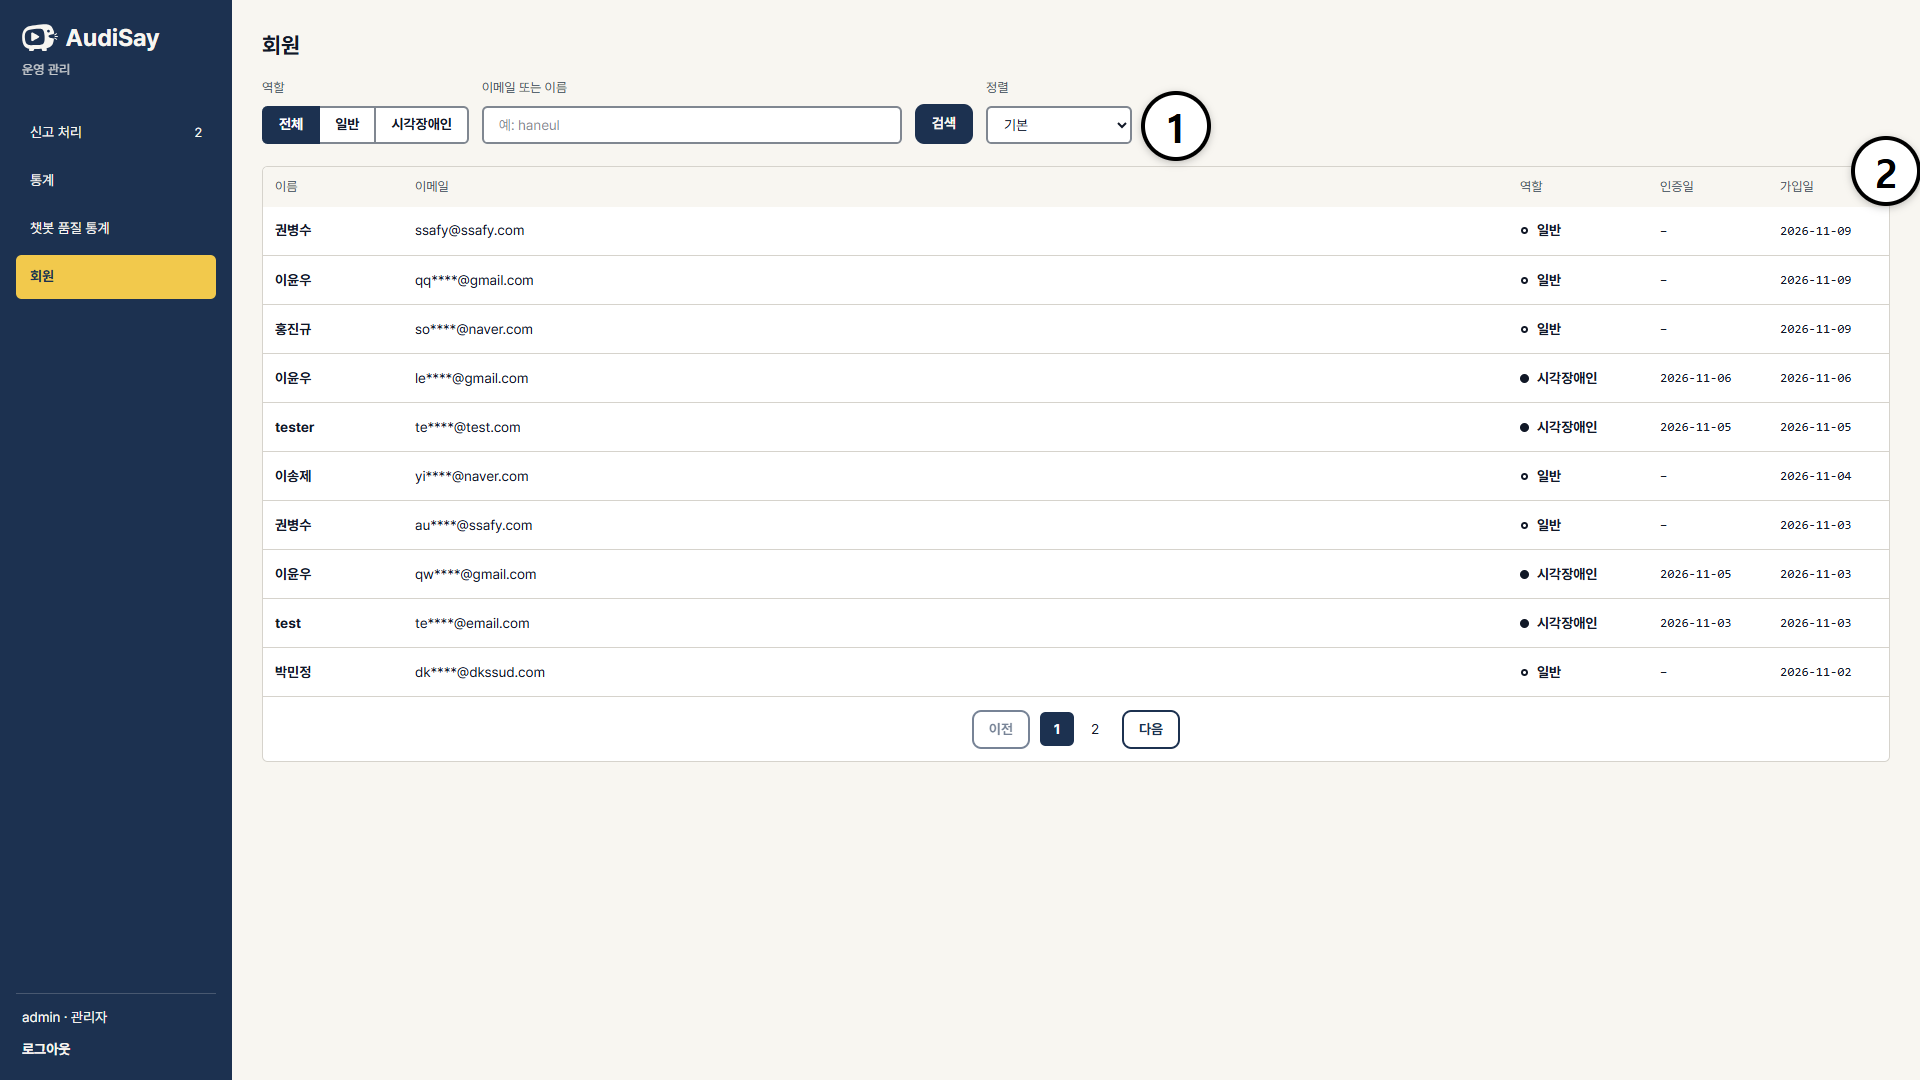 AudiSay
운영 관리
신고 처리 2
통계
챗봇 품질 통계
회원
admin · 관리자
로그아웃
회원
역할 이메일 또는 이름 정렬
전체 일반 시각장애인 예: haneul 검색 기본 1
2
이름 이메일 역할 인증일 가입일
권병수 ssafy@ssafy.com 일반 – 2026-11-09
이윤우 qq****@gmail.com 일반 – 2026-11-09
홍진규 so****@naver.com 일반 – 2026-11-09
이윤우 le****@gmail.com 시각장애인 2026-11-06 2026-11-06
tester te****@test.com 시각장애인 2026-11-05 2026-11-05
이송제 yi****@naver.com 일반 – 2026-11-04
권병수 au****@ssafy.com 일반 – 2026-11-03
이윤우 qw****@gmail.com 시각장애인 2026-11-05 2026-11-03
test te****@email.com 시각장애인 2026-11-03 2026-11-03
박민정 dk****@dkssud.com 일반 – 2026-11-02
이전 1 2 다음